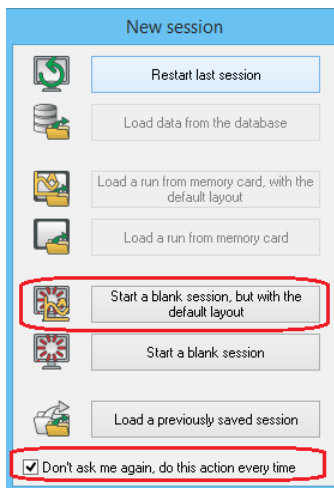 New session
Restart last session
Load data from the database
Load a run from memory card, with the
default layout
Load a run from memory card
Start a blank session, but with the
default layout
Start a blank session
Load a previously saved session
Don't ask me again, do this action every time